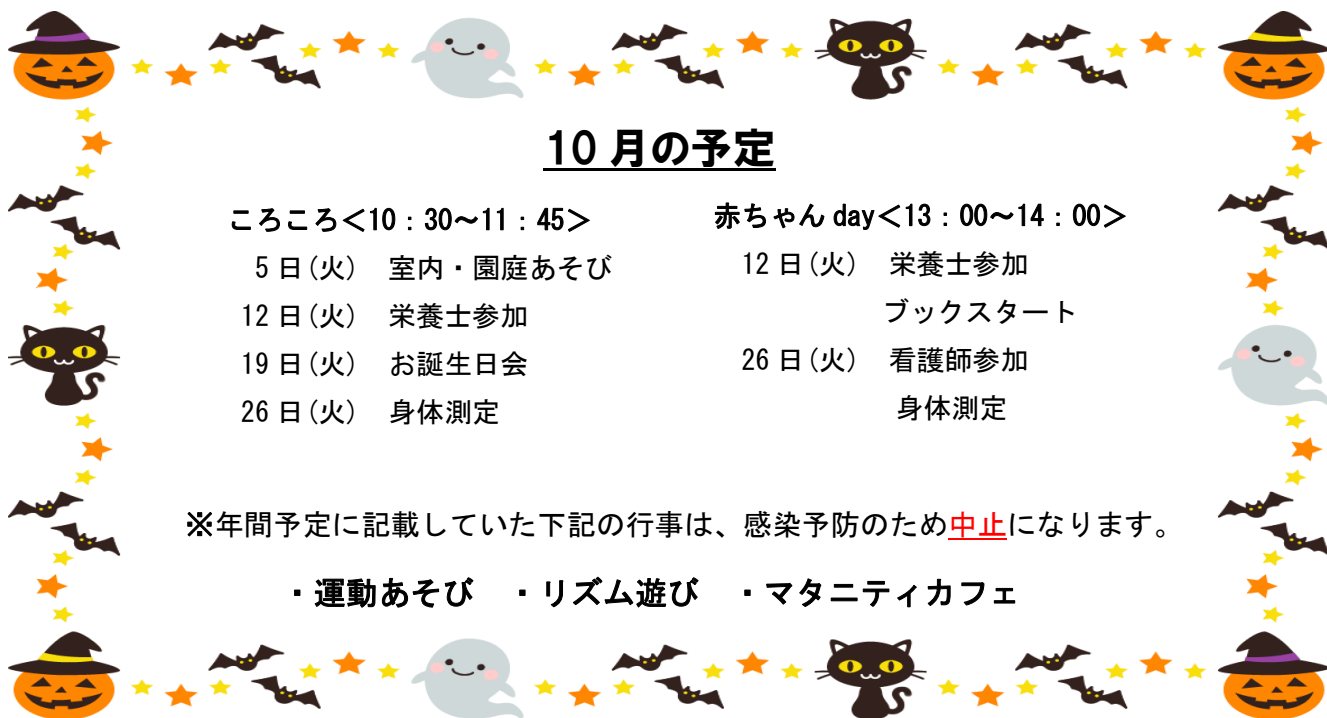 10月の予定
ころころ<10:30~11:45>
5日(火) 室内・園庭あそび
12日(火) 栄養士参加
19日(火) お誕生日会
26日(火) 身体測定
赤ちゃんday<13:00~14:00>
12日(火) 栄養士参加
ブックスタート
26日(火) 看護師参加
身体測定
※年間予定に記載していた下記の行事は、感染予防のため中止になります。
・運動あそび ・リズム遊び ・マタニティカフェ